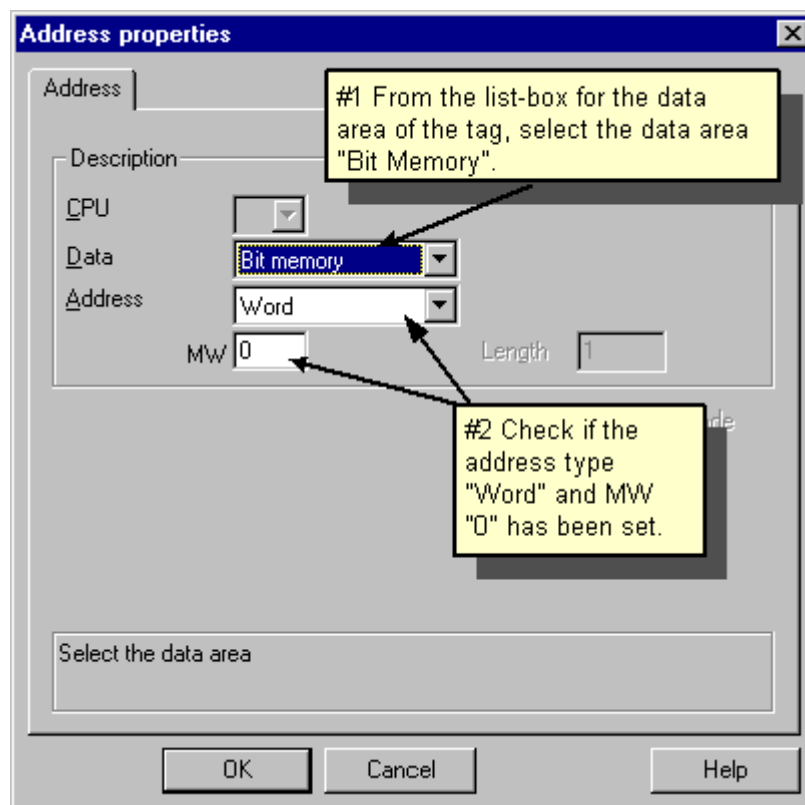 Address properties
Address
#1 From the list-box for the data
area of the tag, select the data area
"Bit Memory".
Description
CPU
Data
Bit memory
Address
Word
MW
0
Length
1
#2 Check if the
address type
"Word" and MW
"0" has been set.
Select the data area
OK
Cancel
Help